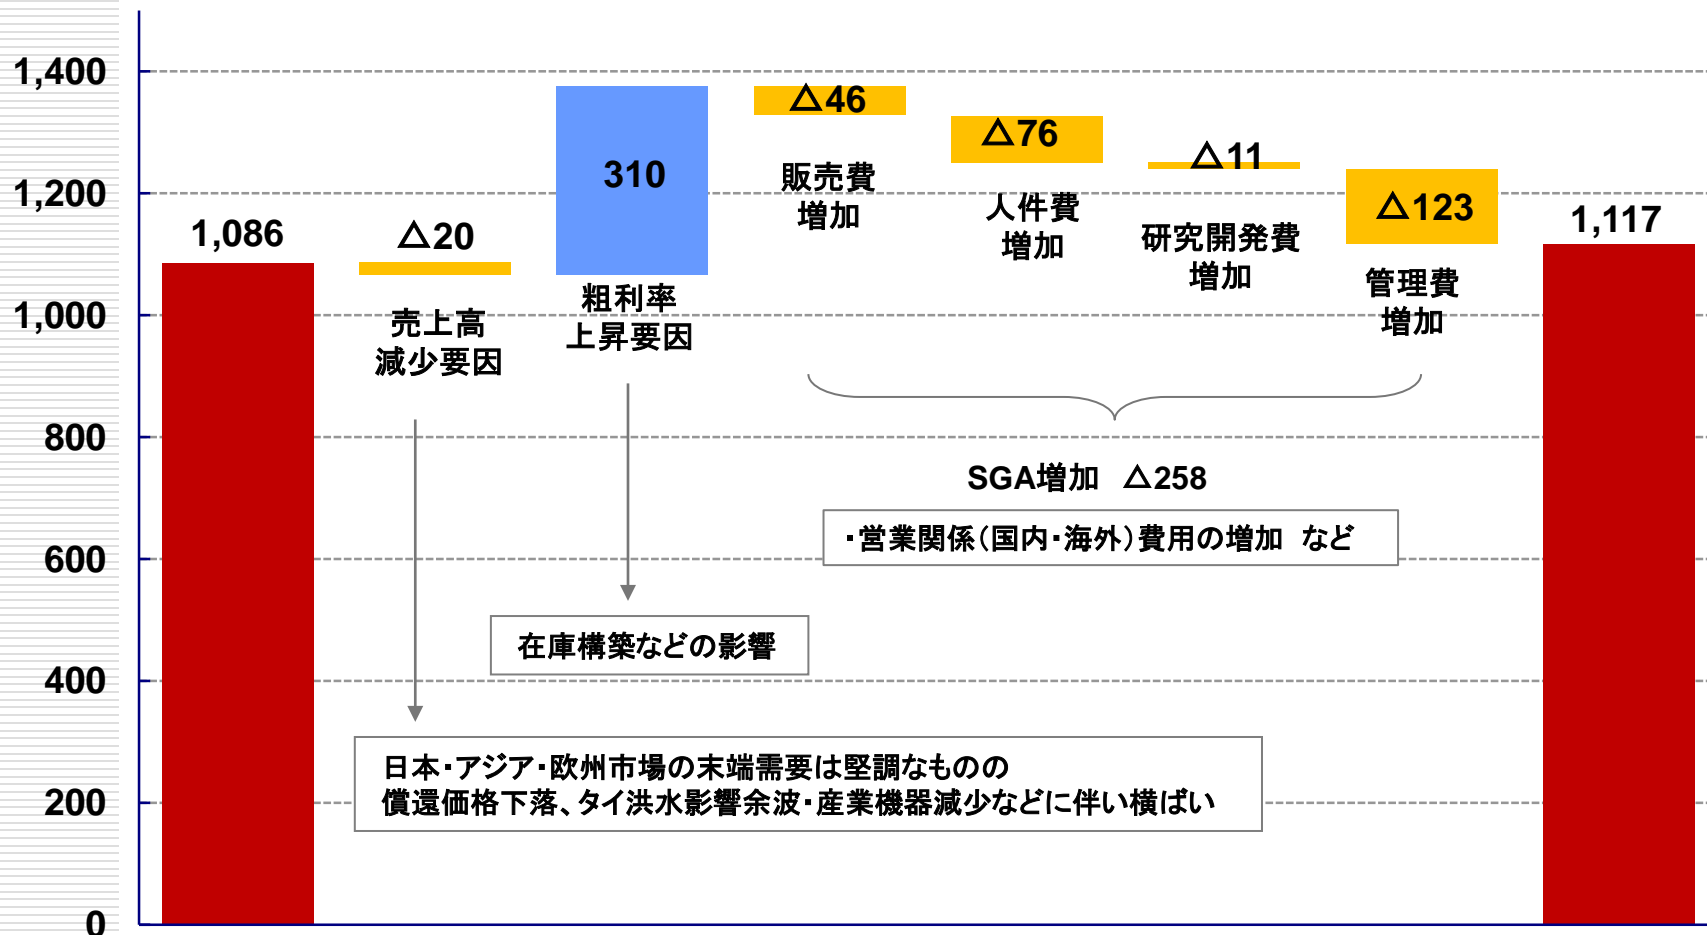 1,400
1,200
1,000
800
600
400
200
0
1,086
△20
売上高
減少要因
310
粗利率
上昇要因
△46
販売費
増加
△76
人件費
増加
△11
研究開発費
増加
△123
管理費
増加
1,117
SGA増加 △258
・営業関係（国内・海外）費用の増加 など
在庫構築などの影響
日本・アジア・欧州市場の末端需要は堅調なものの
償還価格下落、タイ洪水影響余波・産業機器減少などに伴い横ばい